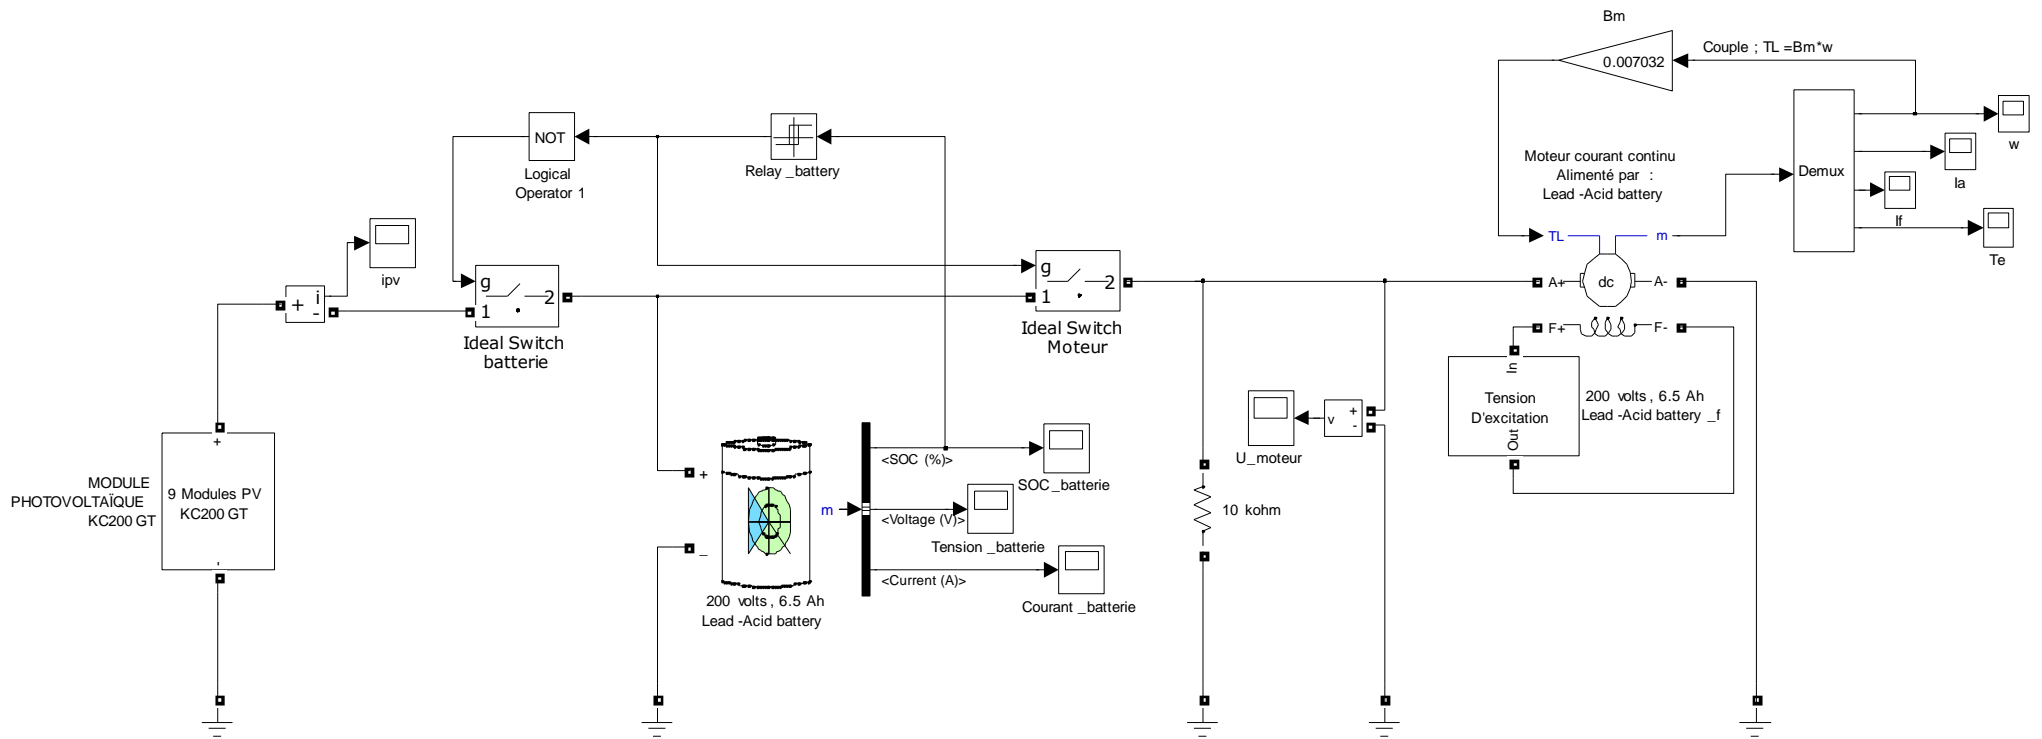 Bm
Couple ; TL =Bm*w
0.007032
w
Ia
If
Te
Demux
Moteur courant continu
Alimenté par :
Lead -Acid battery
TL
m
NOT
Logical
Operator 1
Relay _battery
ipv
i
+
-
g
1
2
Ideal Switch
batterie
g
1
2
Ideal Switch
Moteur
A+
dc
A-
F+
F-
In
Tension
D'excitation
Out
200 volts , 6.5 Ah
Lead -Acid battery _f
U_moteur
v
+
-
10 kohm
MODULE
PHOTOVOLTAÏQUE
KC200 GT
+
9 Modules PV
KC200 GT
-
+
_
m
<SOC (%)>
SOC _batterie
<Voltage (V)>
Tension _batterie
<Current (A)>
Courant _batterie
200 volts , 6.5 Ah
Lead -Acid battery